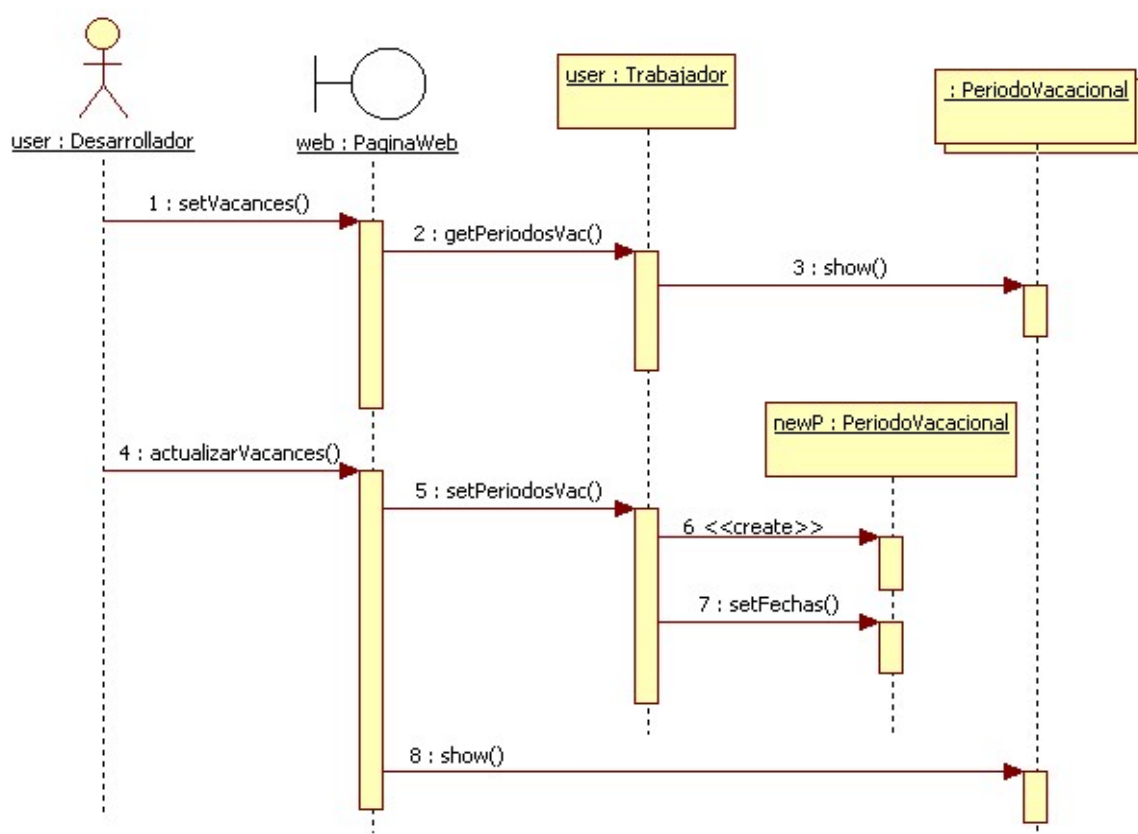 user : Desarrollador
web : PaginaWeb
user : Trabajador
: PeriodoVacacional
1 : setVacances()
2 : getPeriodosVac()
3 : show()
newP : PeriodoVacacional
4 : actualizarVacances()
5 : setPeriodosVac()
6 <<create>>
7 : setFechas()
8 : show()